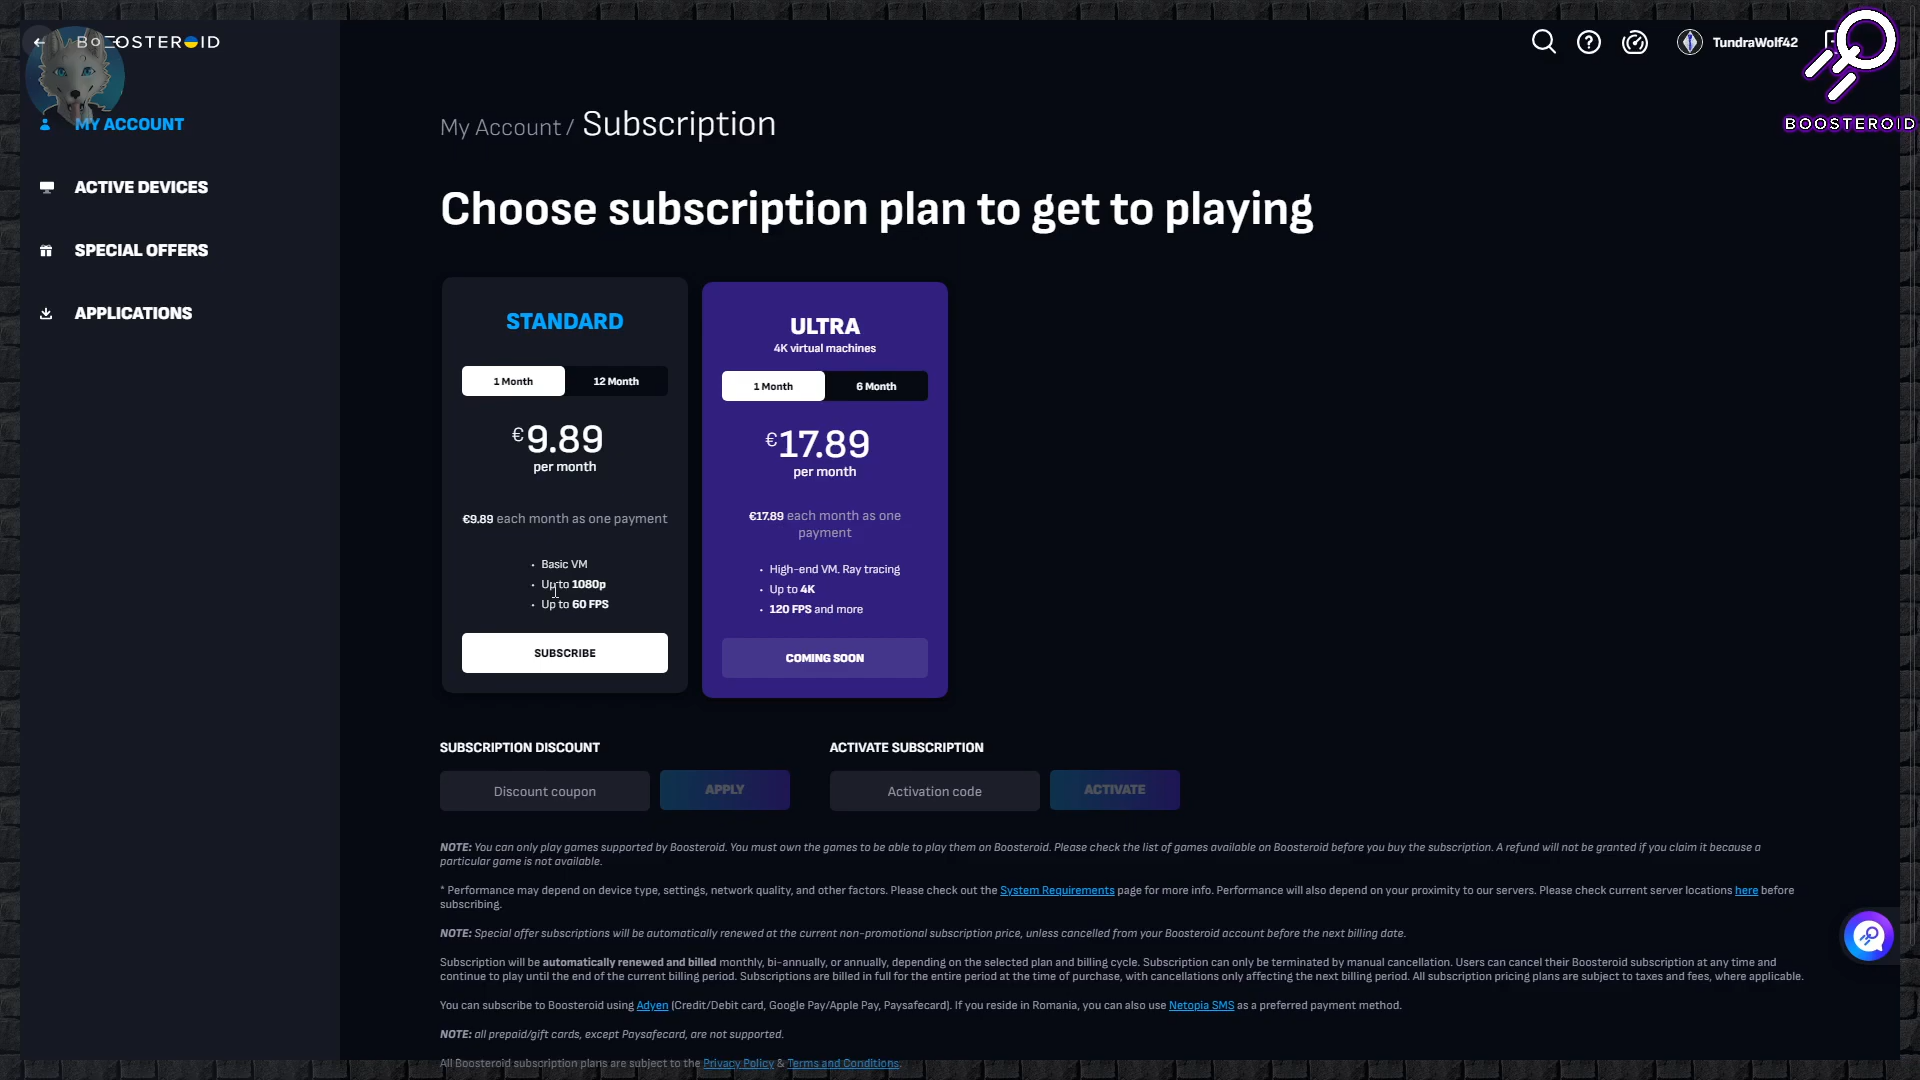 BOOSTEROID
TundraWolf42
BOOSTEROID
MY ACCOUNT
ACTIVE DEVICES
SPECIAL OFFERS
APPLICATIONS
My Account / Subscription
Choose subscription plan to get to playing
STANDARD
1 Month 12 Month
€9.89
per month
€9.89 each month as one payment
• Basic VM
• Up to 1080p
• Up to 60 FPS
SUBSCRIBE
ULTRA
4K virtual machines
1 Month 6 Month
€17.89
per month
€17.89 each month as one
payment
• High-end VM. Ray tracing
• Up to 4K
• 120 FPS and more
COMING SOON
SUBSCRIPTION DISCOUNT
Discount coupon APPLY
ACTIVATE SUBSCRIPTION
Activation code ACTIVATE
NOTE: You can only play games supported by Boosteroid. You must own the games to be able to play them on Boosteroid. Please check the list of games available on Boosteroid before you buy the subscription. A refund will not be granted if you claim it because a
particular game is not available.
* Performance may depend on device type, settings, network quality, and other factors. Please check out the System Requirements page for more info. Performance will also depend on your proximity to our servers. Please check current server locations here before
subscribing.
NOTE: Special offer subscriptions will be automatically renewed at the current non-promotional subscription price, unless cancelled from your Boosteroid account before the next billing date.
Subscription will be automatically renewed and billed monthly, bi-annually, or annually, depending on the selected plan and billing cycle. Subscription can only be terminated by manual cancellation. Users can cancel their Boosteroid subscription at any time and
continue to play until the end of the current billing period. Subscriptions are billed in full for the entire period at the time of purchase, with cancellations only affecting the next billing period. All subscription pricing plans are subject to taxes and fees, where applicable.
You can subscribe to Boosteroid using Adyen (Credit/Debit card, Google Pay/Apple Pay, Paysafecard). If you reside in Romania, you can also use Netopia SMS as a preferred payment method.
NOTE: all prepaid/gift cards, except Paysafecard, are not supported.
All Boosteroid subscription plans are subject to the Privacy Policy & Terms and Conditions.